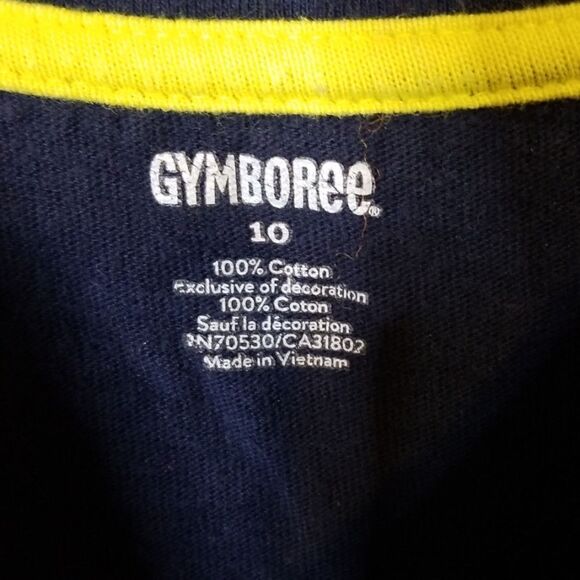 GYMBOREE®
10
100% Cotton
exclusive of decoration
100% Coton
Sauf la décoration
RN70530/CA31802
Made in Vietnam